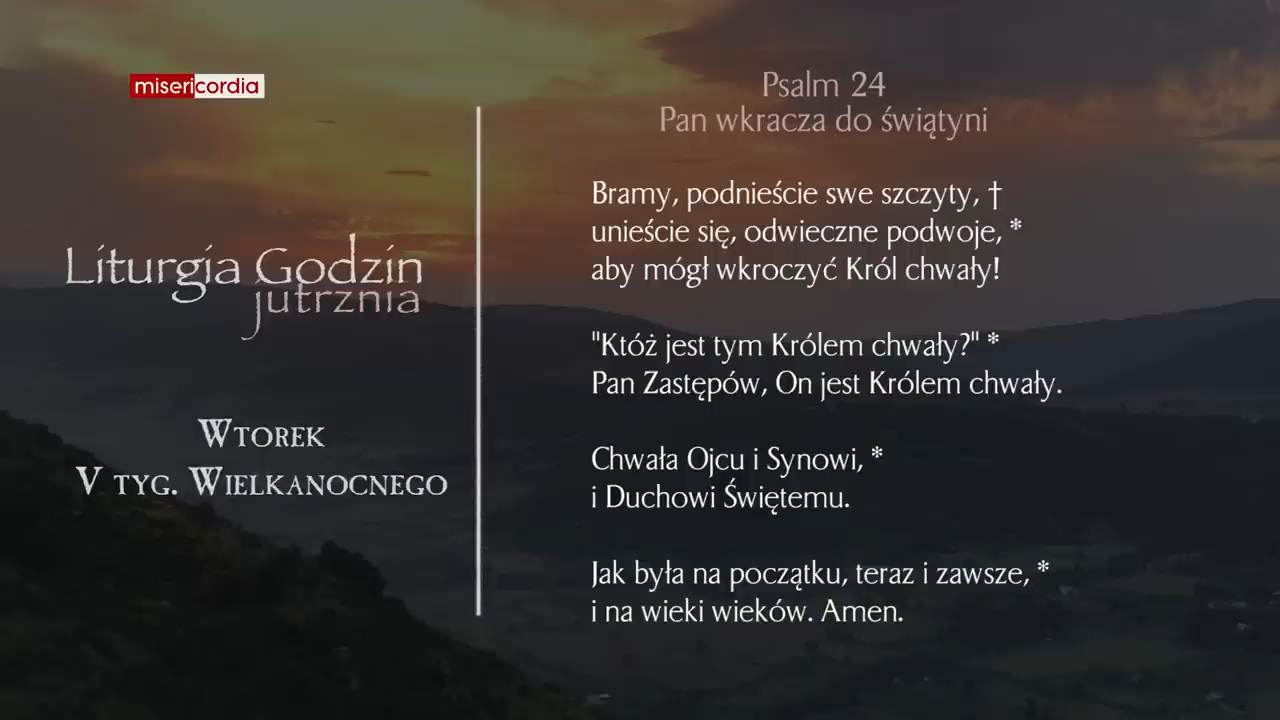 misericordia
Liturgia Godzin
jutrznia
Wtorek
V tyg. Wielkanocnego
Psalm 24
Pan wkracza do świątyni
Bramy, podnieście swe szczyty, †
unieście się, odwieczne podwoje, *
aby mógł wkroczyć Król chwały!
"Któż jest tym Królem chwały?" *
Pan Zastępów, On jest Królem chwały.
Chwała Ojcu i Synowi, *
i Duchowi Świętemu.
Jak była na początku, teraz i zawsze, *
i na wieki wieków. Amen.